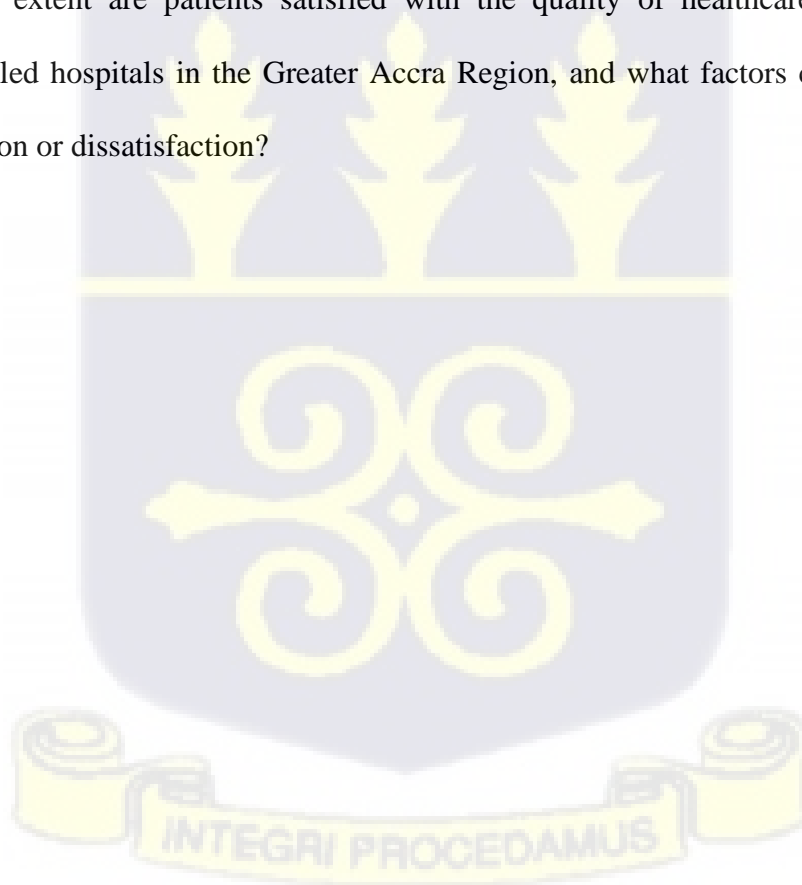 extent are patients satisfied with the quality of healthcare
led hospitals in the Greater Accra Region, and what factors
on or dissatisfaction?
INTEGRI PROCEDAMUS